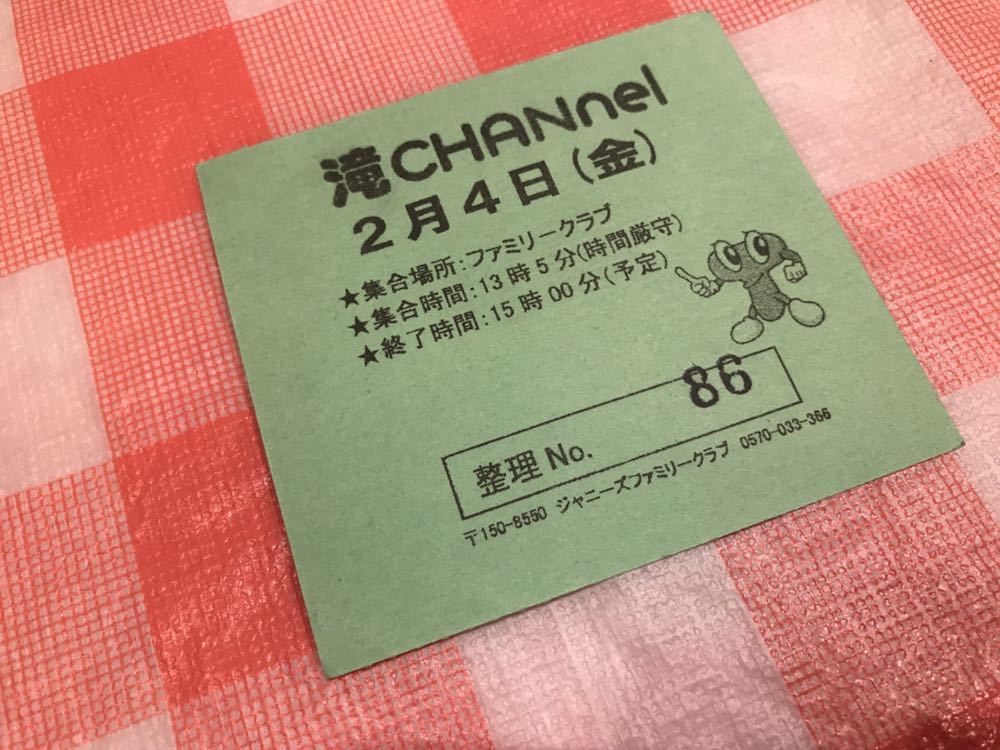 滝CHANnel
2月4日(金)
★集合場所:ファミリークラブ
★集合時間:13時5分(時間厳守)
★終了時間:15時00分(予定)
整理No. 86
〒150-8550 ジャニーズファミリークラブ 0570-033-366